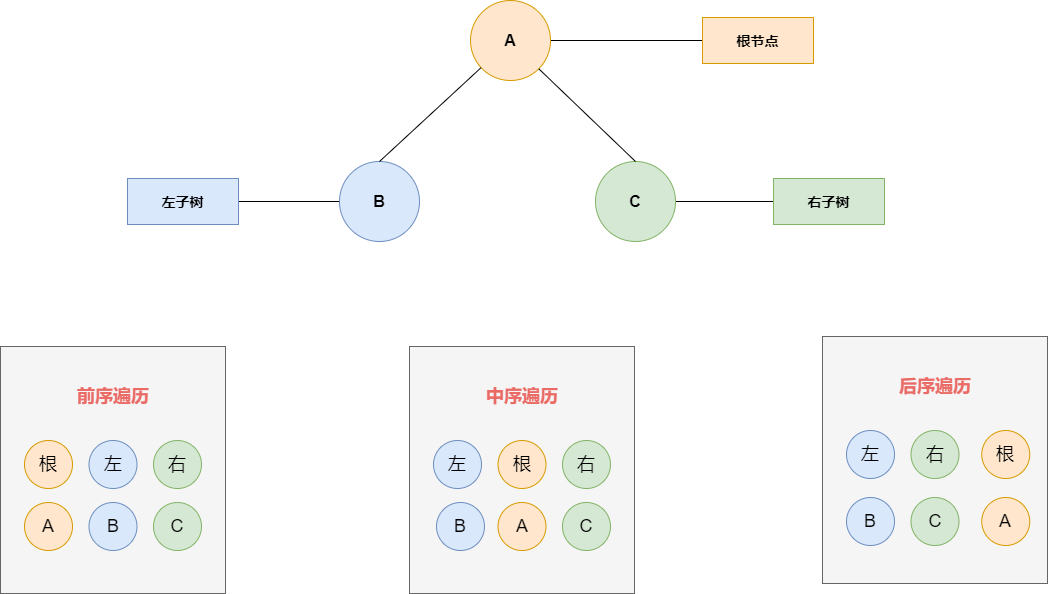 A
根节点
左子树
B
C
右子树
前序遍历
根 左 右
A B C
中序遍历
左 根 右
B A C
后序遍历
左 右 根
B C A